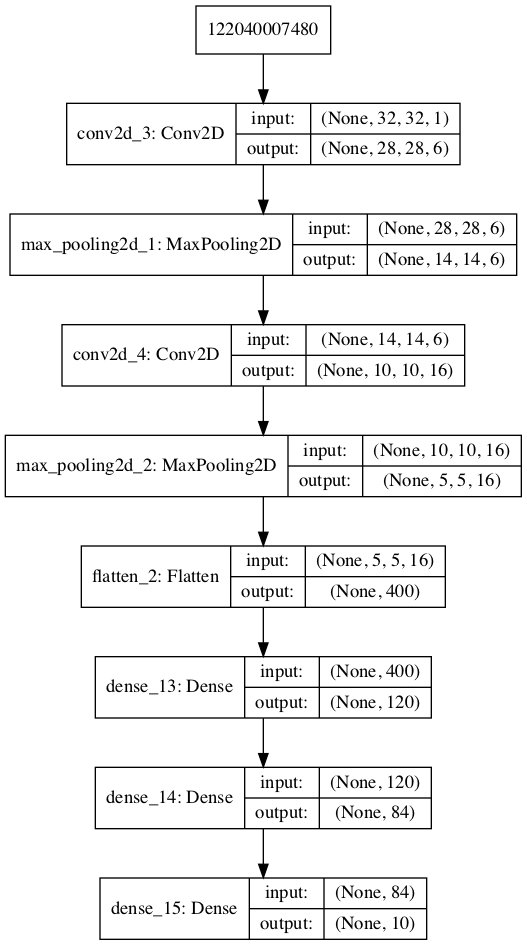 122040007480
conv2d_3: Conv2D
input: (None, 32, 32, 1)
output: (None, 28, 28, 6)
max_pooling2d_1: MaxPooling2D
input: (None, 28, 28, 6)
output: (None, 14, 14, 6)
conv2d_4: Conv2D
input: (None, 14, 14, 6)
output: (None, 10, 10, 16)
max_pooling2d_2: MaxPooling2D
input: (None, 10, 10, 16)
output: (None, 5, 5, 16)
flatten_2: Flatten
input: (None, 5, 5, 16)
output: (None, 400)
dense_13: Dense
input: (None, 400)
output: (None, 120)
dense_14: Dense
input: (None, 120)
output: (None, 84)
dense_15: Dense
input: (None, 84)
output: (None, 10)